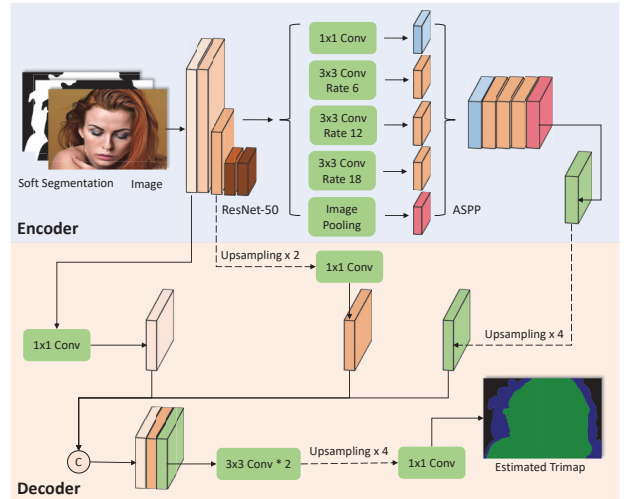 1x1 Conv
3x3 Conv
Rate 6
3x3 Conv
Rate 12
3x3 Conv
Rate 18
Image
Pooling
Soft Segmentation
Image
ResNet-50
ASPP
Encoder
Upsampling x 2
1x1 Conv
1x1 Conv
Upsampling x 4
C
3x3 Conv * 2
Upsampling x 4
1x1 Conv
Estimated Trimap
Decoder